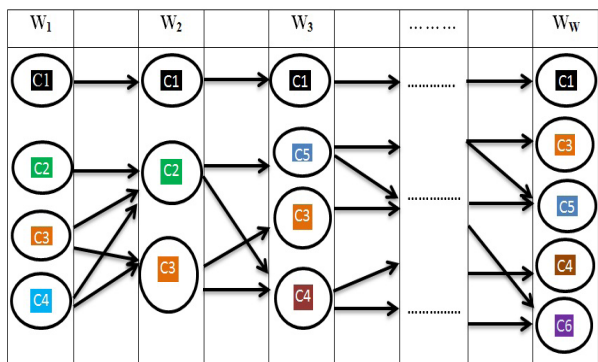 W1 W2 W3 ……… WW
C1 C1 C1 ………….. C1
C2 C2 C5 C3
………….. C5
C3 C3 C3 C4
C4 C4 ………….. C6